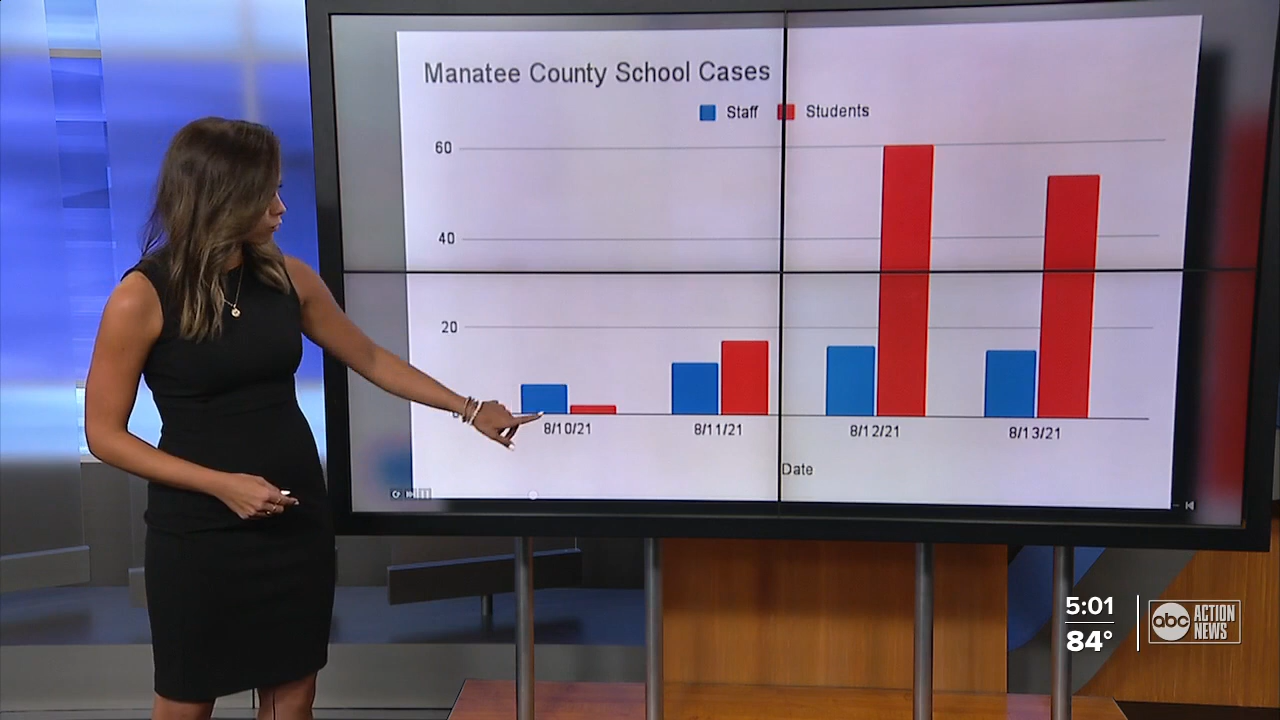 Manatee County School Cases
Staff Students
60
40
20
0
8/10/21 8/11/21 8/12/21 8/13/21
Date
5:01
84°
abc ACTION NEWS